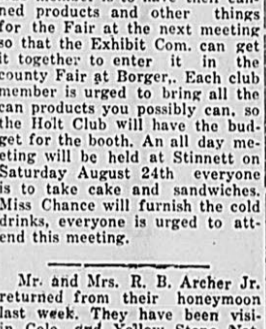 ned products and other things
for the Fair at the next meeting
so that the Exhibit Com. can get
it together to enter it in the
county Fair at Borger,. Each club
member is urged to bring all the
can products you possibly can, so
the Holt Club will have the bud-
get for the booth. An all day me-
eting will be held at Stinnett on
Saturday August 24th everyone
is to take cake and sandwiches.
Miss Chance will furnish the cold
drinks, everyone is urged to att-
end this meeting.
Mr. and Mrs. R. B. Archer Jr.
returned from their honeymoon
last week. They have been visi-